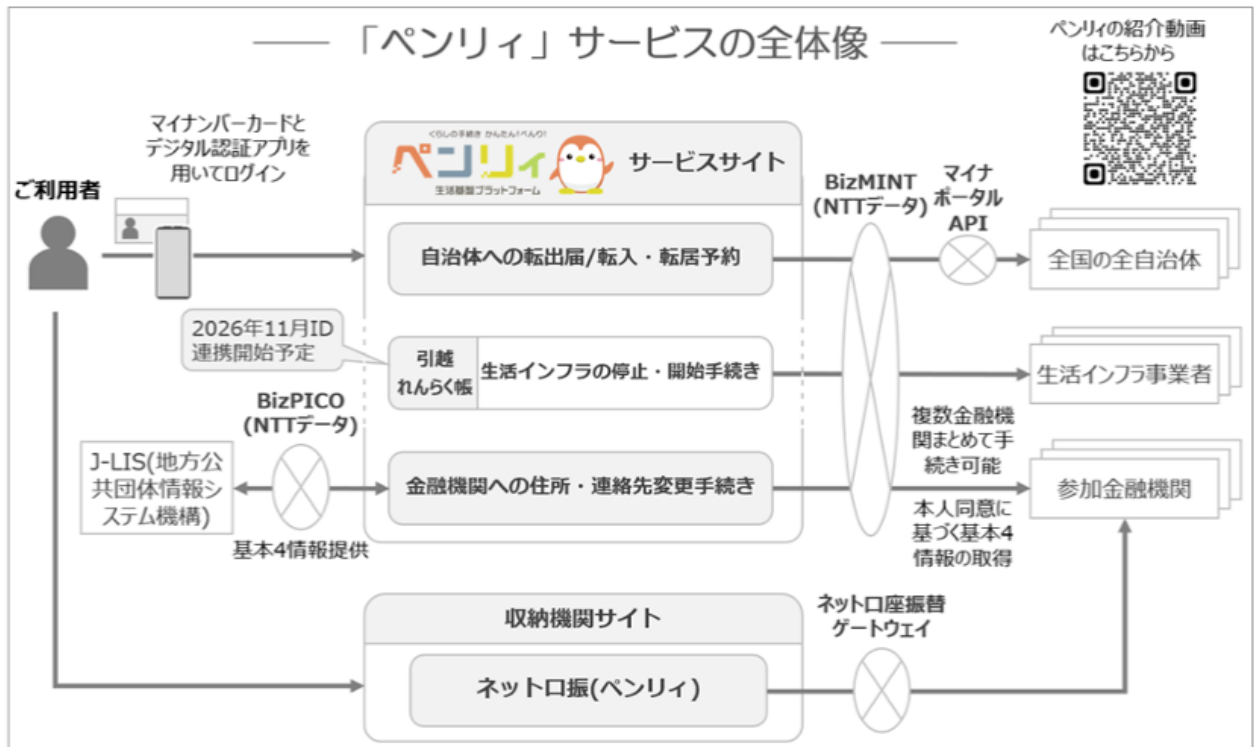 「ペンリィ」サービスの全体像
ペンリィの紹介動画
はこちらから
マイナンバーカードと
デジタル認証アプリを
用いてログイン
ご利用者
くらしの手続き かんたん!べんり!
ペンリィ
生活基盤プラットフォーム
サービスサイト
BizMINT
(NTTデータ)
マイナ
ポータル
API
自治体への転出届/転入・転居予約
全国の全自治体
2026年11月ID
連携開始予定
引越
れんらく帳
生活インフラの停止・開始手続き
生活インフラ事業者
BizPICO
(NTTデータ)
複数金融機
関まとめて手
続き可能
J-LIS(地方公
共団体情報シ
ステム機構)
金融機関への住所・連絡先変更手続き
参加金融機関
基本4情報提供
本人同意に
基づく基本4
情報の取得
収納機関サイト
ネット口座振替
ゲートウェイ
ネット口振(ペンリィ)